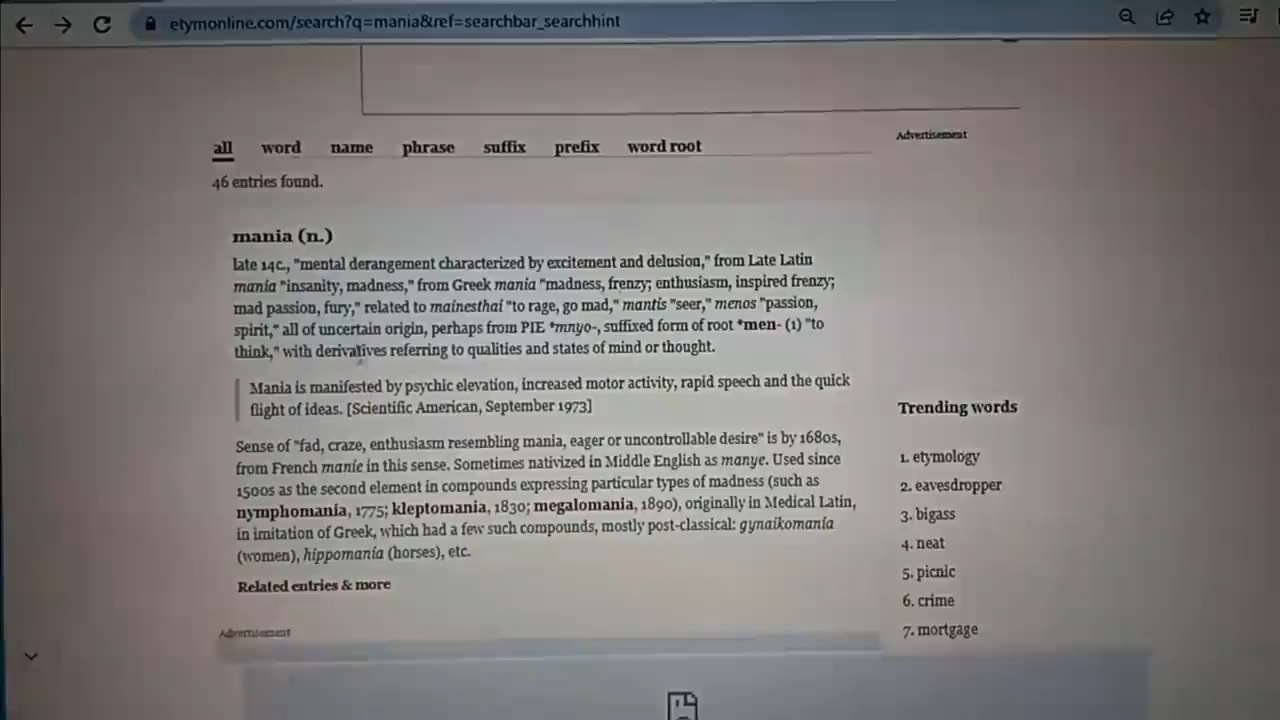 etymonline.com/search?q=mania&ref=searchbar_searchhint
all word name phrase suffix prefix word root
Advertisement
46 entries found.
mania (n.)
late 14c., "mental derangement characterized by excitement and delusion," from Late Latin
mania "insanity, madness," from Greek mania "madness, frenzy; enthusiasm, inspired frenzy;
mad passion, fury," related to mainesthai "to rage, go mad," mantis "seer," menos "passion,
spirit," all of uncertain origin, perhaps from PIE *mnyo-, suffixed form of root *men- (1) "to
think," with derivatives referring to qualities and states of mind or thought.
Mania is manifested by psychic elevation, increased motor activity, rapid speech and the quick
flight of ideas. [Scientific American, September 1973]
Sense of "fad, craze, enthusiasm resembling mania, eager or uncontrollable desire" is by 1680s,
from French manie in this sense. Sometimes nativized in Middle English as manye. Used since
1500s as the second element in compounds expressing particular types of madness (such as
nymphomania, 1775; kleptomania, 1830; megalomania, 1890), originally in Medical Latin,
in imitation of Greek, which had a few such compounds, mostly post-classical: gynaikomania
(women), hippomania (horses), etc.
Related entries & more
Advertisement
Trending words
1. etymology
2. eavesdropper
3. bigass
4. neat
5. picnic
6. crime
7. mortgage